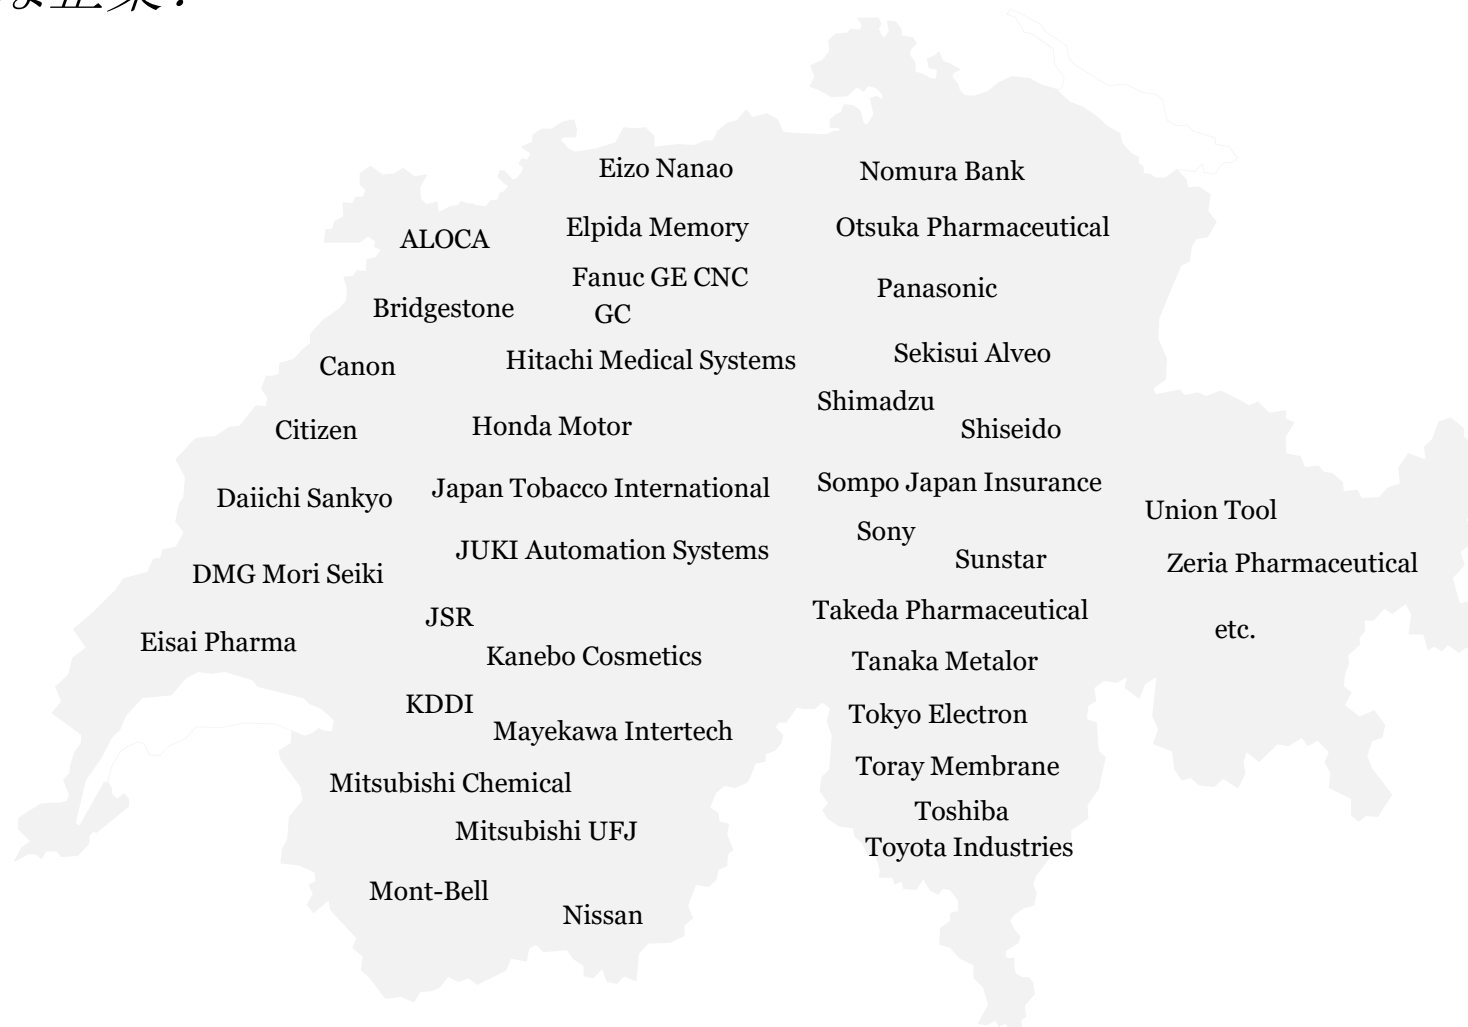 な企業:
Eizo Nanao
Nomura Bank
ALOCA
Elpida Memory
Otsuka Pharmaceutical
Fanuc GE CNC
Panasonic
Bridgestone
GC
Canon
Hitachi Medical Systems
Sekisui Alveo
Shimadzu
Citizen
Honda Motor
Shiseido
Daiichi Sankyo
Japan Tobacco International
Sompo Japan Insurance
Union Tool
Sony
DMG Mori Seiki
JUKI Automation Systems
Sunstar
Zeria Pharmaceutical
Eisai Pharma
JSR
Takeda Pharmaceutical
etc.
Kanebo Cosmetics
Tanaka Metalor
KDDI
Mayekawa Intertech
Tokyo Electron
Mitsubishi Chemical
Toray Membrane
Mitsubishi UFJ
Toshiba
Toyota Industries
Mont-Bell
Nissan